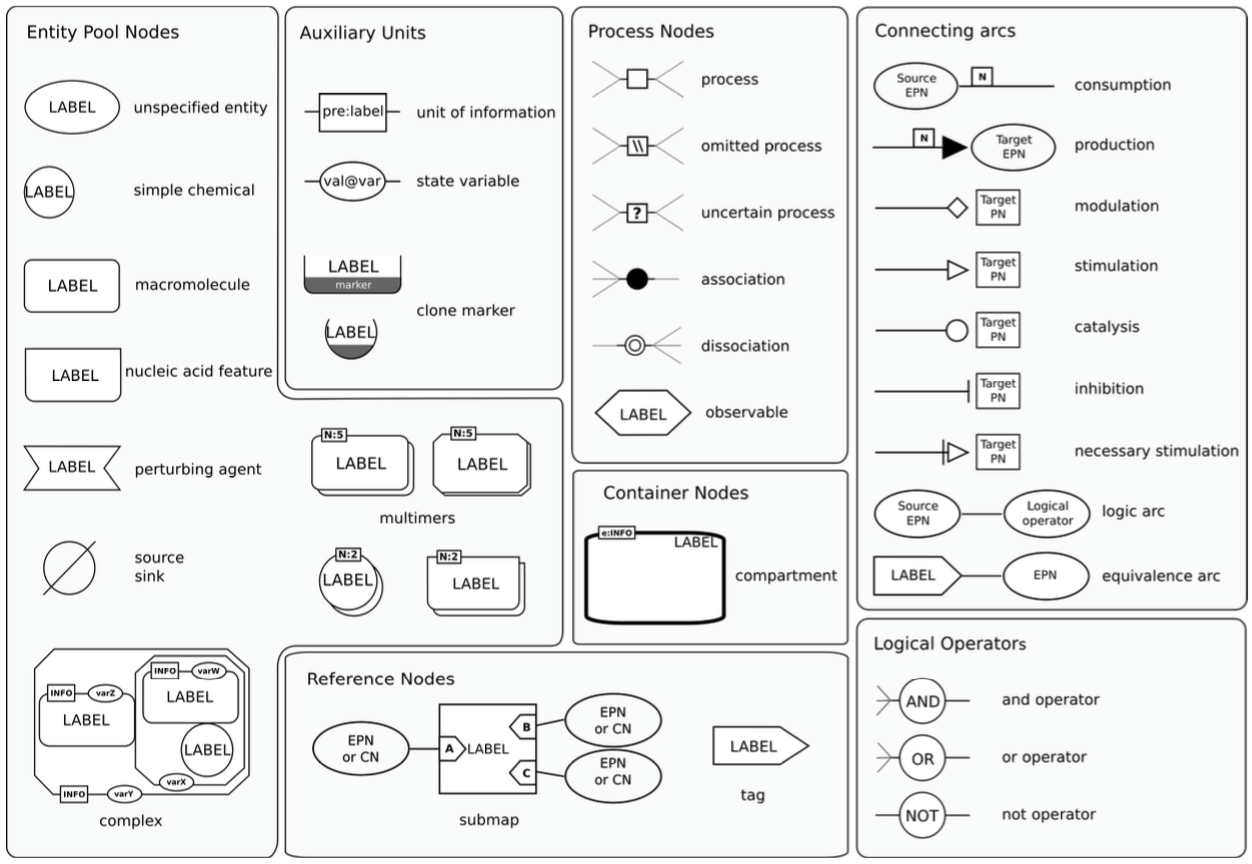 Entity Pool Nodes
LABEL unspecified entity
LABEL simple chemical
LABEL macromolecule
LABEL nucleic acid feature
LABEL perturbing agent
source
sink
INFO varW
LABEL
INFO varZ
LABEL
LABEL
varX
INFO varY
complex
Auxiliary Units
pre:label unit of information
val@var state variable
LABEL
marker
clone marker
LABEL
N:5 N:5
LABEL LABEL
multimers
N:2 N:2
LABEL LABEL
Process Nodes
process
\\ omitted process
? uncertain process
association
dissociation
LABEL observable
Container Nodes
e:INFO
LABEL
compartment
Reference Nodes
EPN
or CN
A LABEL
B
C
EPN
or CN
EPN
or CN
submap
LABEL
tag
Connecting arcs
Source
EPN
N
consumption
N
Target
EPN
production
Target
PN
modulation
Target
PN
stimulation
Target
PN
catalysis
Target
PN
inhibition
Target
PN
necessary stimulation
Source
EPN
Logical
operator
logic arc
LABEL EPN equivalence arc
Logical Operators
AND and operator
OR or operator
NOT not operator